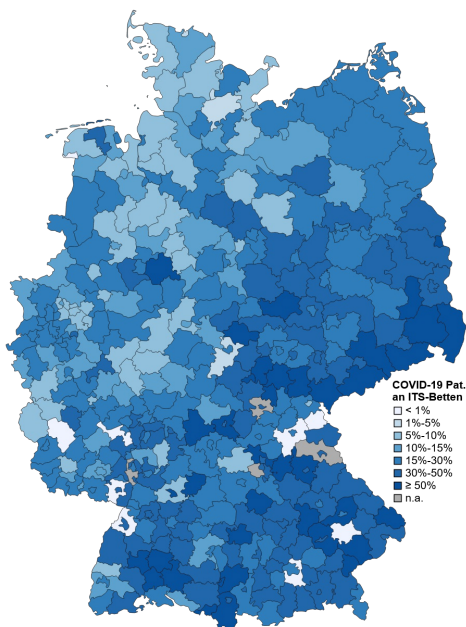 COVID-19 Pat.
an ITS-Betten
< 1%
1%-5%
5%-10%
10%-15%
15%-30%
30%-50%
≥ 50%
n.a.